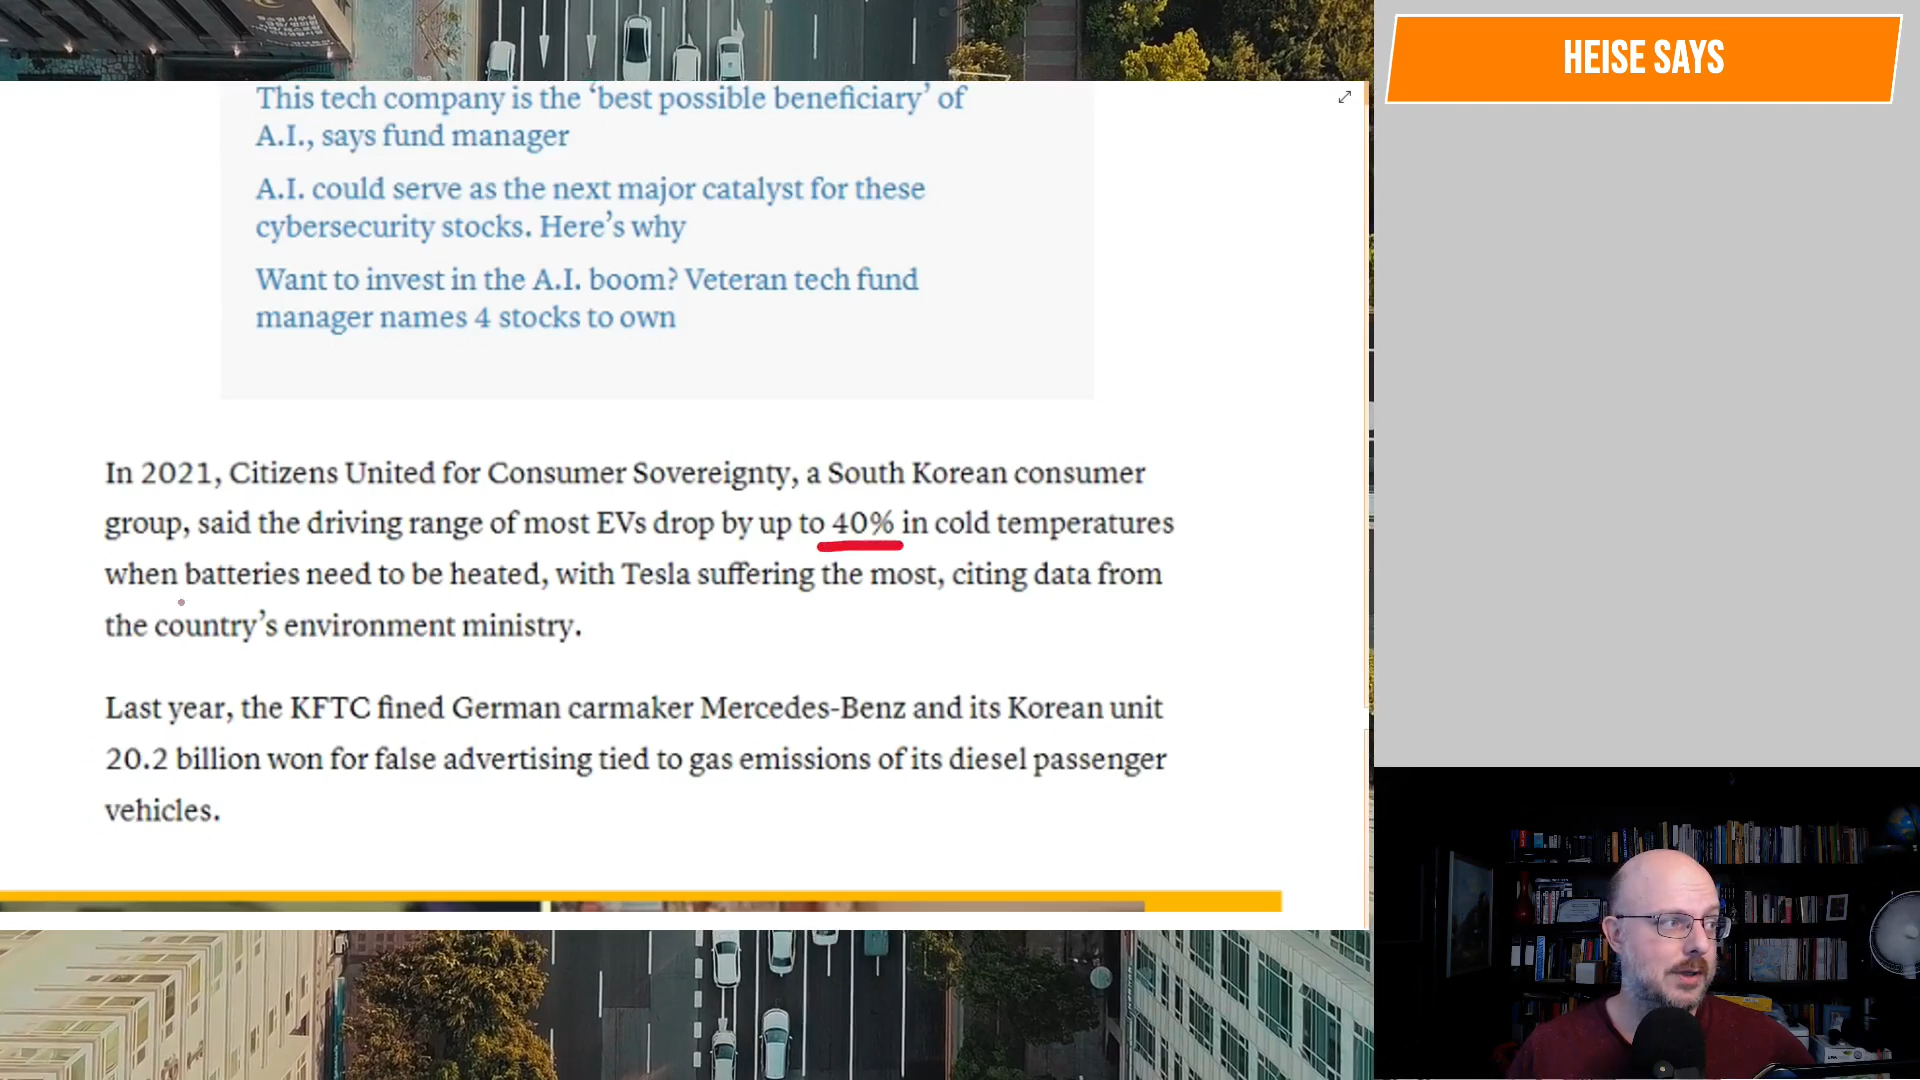 HEISE SAYS
This tech company is the ‘best possible beneficiary’ of
A.I., says fund manager
A.I. could serve as the next major catalyst for these
cybersecurity stocks. Here’s why
Want to invest in the A.I. boom? Veteran tech fund
manager names 4 stocks to own
In 2021, Citizens United for Consumer Sovereignty, a South Korean consumer
group, said the driving range of most EVs drop by up to 40% in cold temperatures
when batteries need to be heated, with Tesla suffering the most, citing data from
the country’s environment ministry.
Last year, the KFTC fined German carmaker Mercedes-Benz and its Korean unit
20.2 billion won for false advertising tied to gas emissions of its diesel passenger
vehicles.